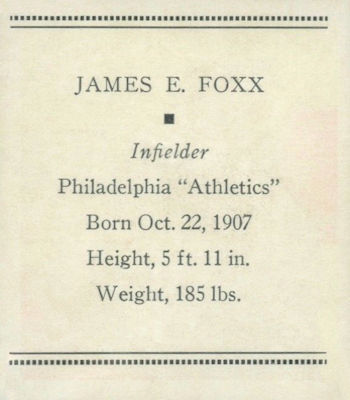 JAMES E. FOXX
Infielder
Philadelphia “Athletics”
Born Oct. 22, 1907
Height, 5 ft. 11 in.
Weight, 185 lbs.